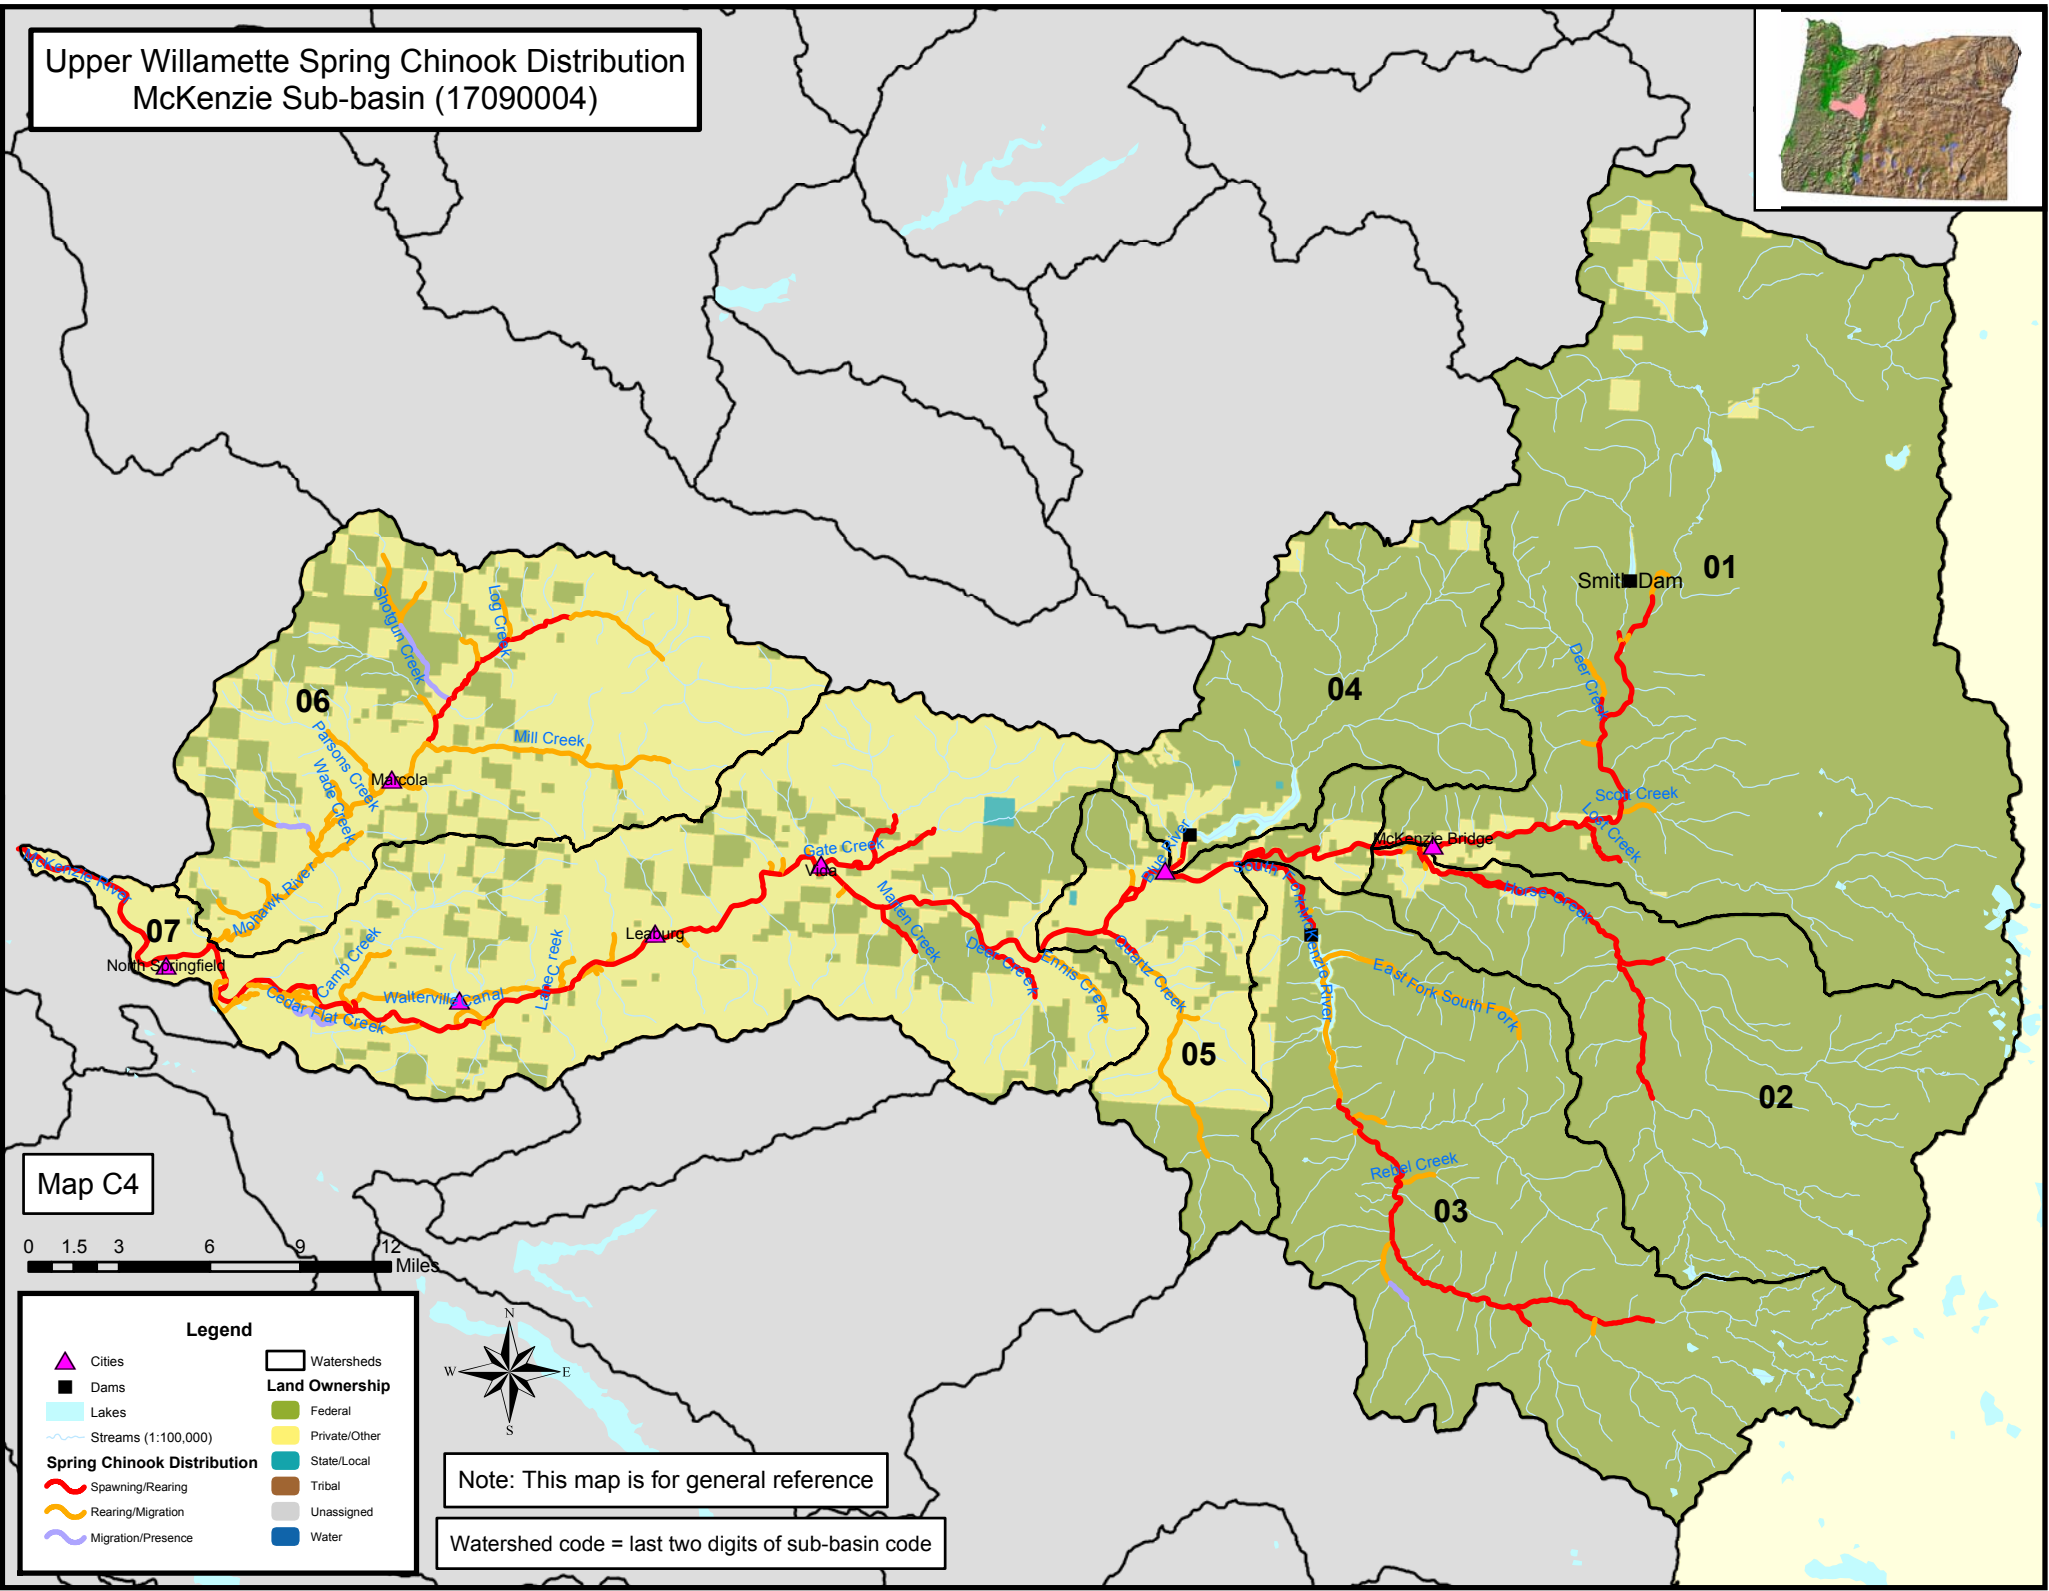 Upper Willamette Spring Chinook Distribution
McKenzie Sub-basin (17090004)
01
Smith Dam
Shotgun Creek
Log Creek
04
Deer Creek
06
Parsons Creek
Mill Creek
Wade Creek
Marcola
Scott Creek
Lost Creek
McKenzie Bridge
Blue River
Gate Creek
Vida
McKenzie River
South Fork McKenzie River
Horse Creek
Marten Creek
Mohawk River
07
Leaburg
Camp Creek
Lane Creek
Deer Creek
Ennis Creek
Quartz Creek
North Springfield
East Fork South Fork
Walterville Canal
Cedar Flat Creek
05
02
Rebel Creek
03
Map C4
0 1.5 3 6 9 12
Miles
Legend
Cities
Dams
Lakes
Streams (1:100,000)
Spring Chinook Distribution
Spawning/Rearing
Rearing/Migration
Migration/Presence
Watersheds
Land Ownership
Federal
Private/Other
State/Local
Tribal
Unassigned
Water
N
W
E
S
Note: This map is for general reference
Watershed code = last two digits of sub-basin code